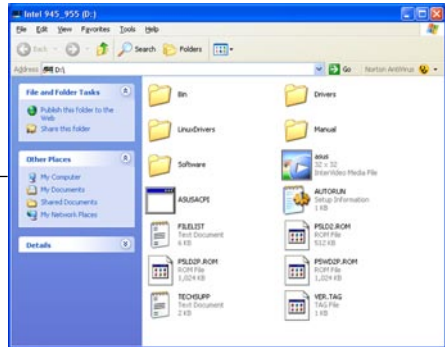 Intel 945_955 (D:)
File Edit View Favorites Tools Help
Back Search Folders
Address D:\ Go Norton AntiVirus
File and Folder Tasks
Publish this folder to the Web
Share this folder
Other Places
My Computer
My Documents
Shared Documents
My Network Places
Details
Bin
Drivers
LinuxDrivers
Manual
Software
asus
32 x 32
InterVideo Media File
ASUSACPI
AUTORUN
Setup Information
1 KB
FILELIST
Text Document
6 KB
P5LD2.ROM
ROM File
512 KB
P5LD2P.ROM
ROM File
1,024 KB
P5WD2P.ROM
ROM File
1,024 KB
TECHSUPP
Text Document
2 KB
VER.TAG
TAG File
1 KB